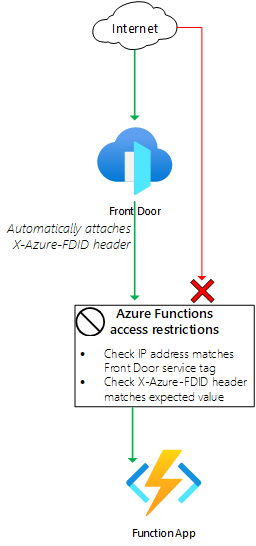 Internet
Front Door
Automatically attaches
X-Azure-FDID header
Azure Functions
access restrictions
• Check IP address matches
Front Door service tag
• Check X-Azure-FDID header
matches expected value
Function App